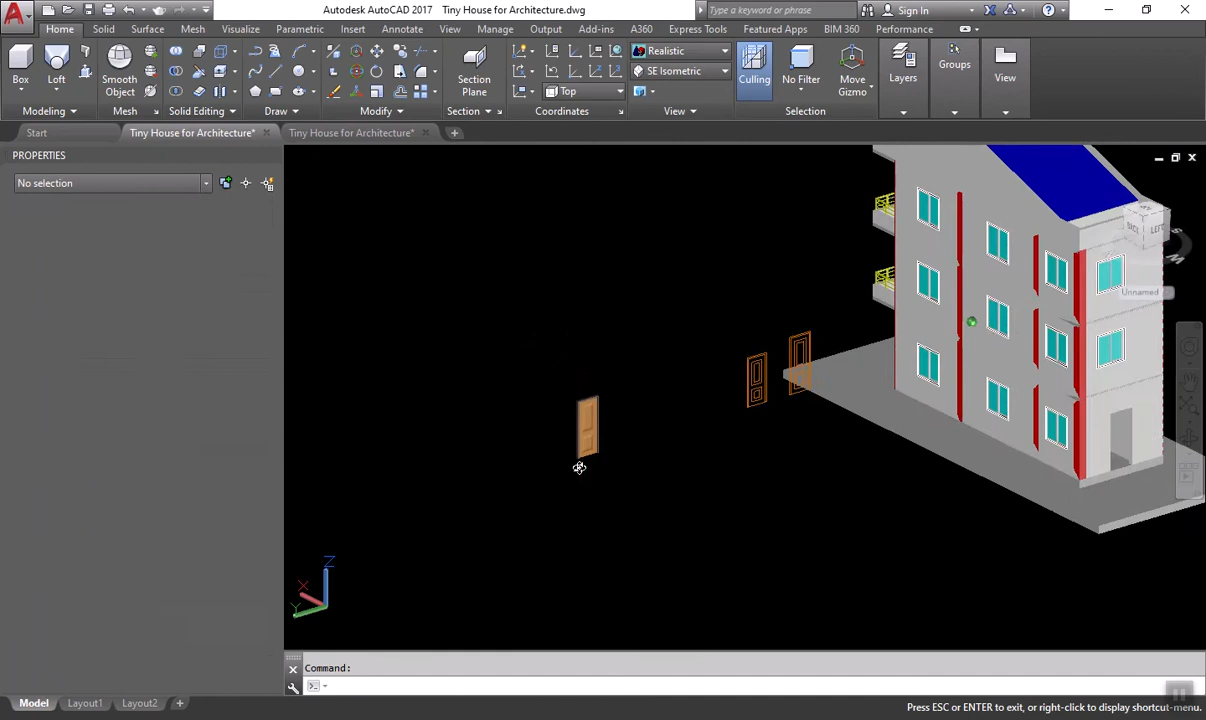 Autodesk AutoCAD 2017 Tiny House for Architecture.dwg
Type a keyword or phrase
Sign In
Home Solid Surface Mesh Visualize Parametric Insert Annotate View Manage Output Add-ins A360 Express Tools Featured Apps BIM 360 Performance
Realistic
SE Isometric
Top
Box
Loft
Smooth
Object
Section
Plane
Culling
No Filter
Move
Gizmo
Layers
Groups
View
Modeling Mesh Solid Editing Draw Modify Section Coordinates View Selection
Start Tiny House for Architecture* Tiny House for Architecture*
PROPERTIES
No selection
BACK
LEFT
S
Unnamed
Z
X
Y
Command:
Model Layout1 Layout2
Press ESC or ENTER to exit, or right-click to display shortcut-menu.